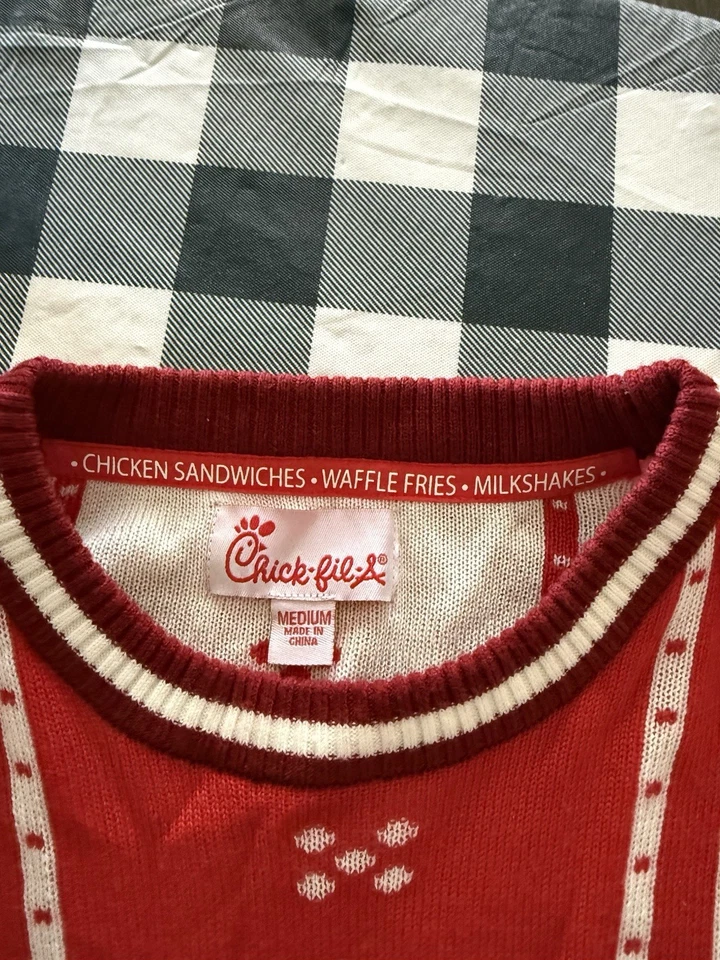 • CHICKEN SANDWICHES • WAFFLE FRIES • MILKSHAKES •
Chick-fil-A®
MEDIUM
MADE IN
CHINA